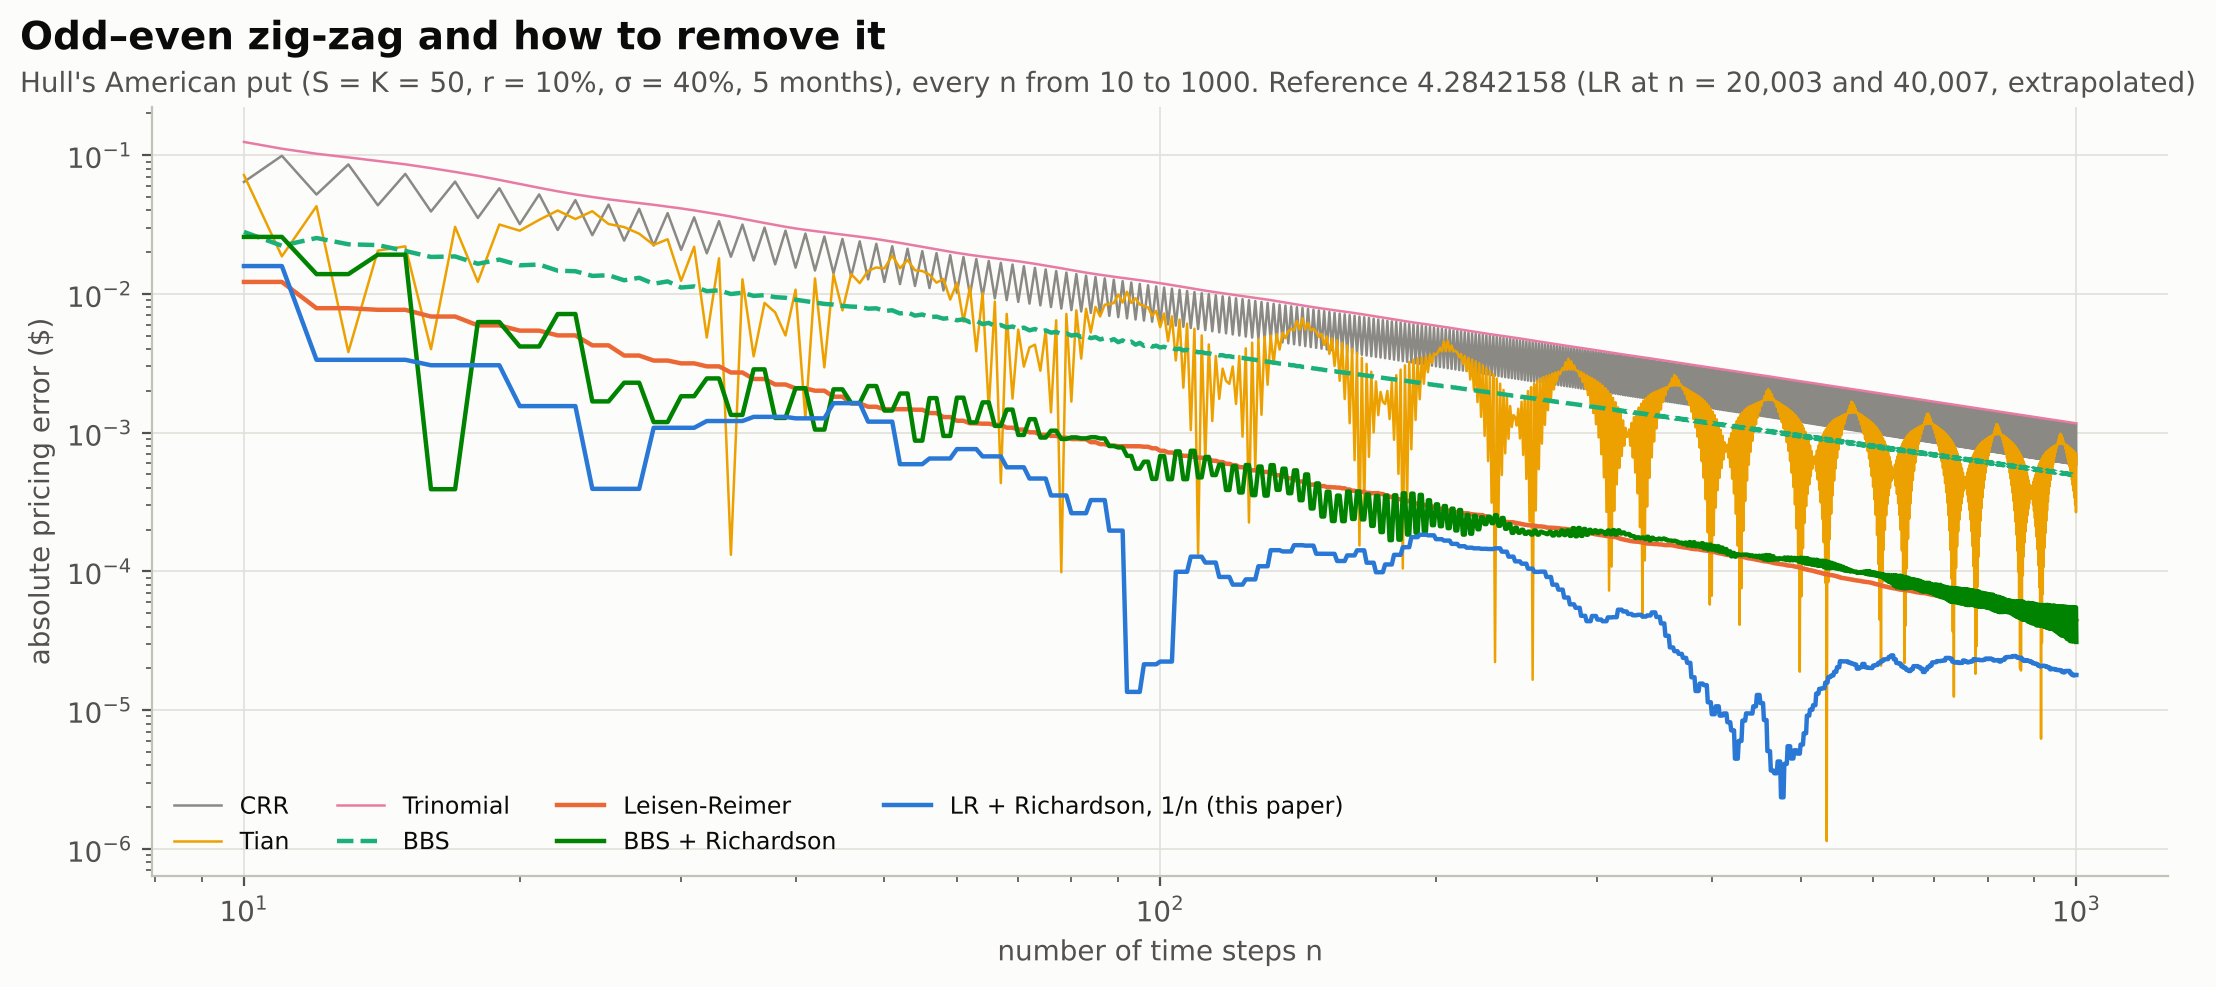 Odd–even zig-zag and how to remove it
Hull's American put (S = K = 50, r = 10%, σ = 40%, 5 months), every n from 10 to 1000. Reference 4.2842158 (LR at n = 20,003 and 40,007, extrapolated)
absolute pricing error ($)
10⁻¹
10⁻²
10⁻³
10⁻⁴
10⁻⁵
10⁻⁶
CRR
Tian
Trinomial
BBS
Leisen-Reimer
BBS + Richardson
LR + Richardson, 1/n (this paper)
10¹
10²
10³
number of time steps n